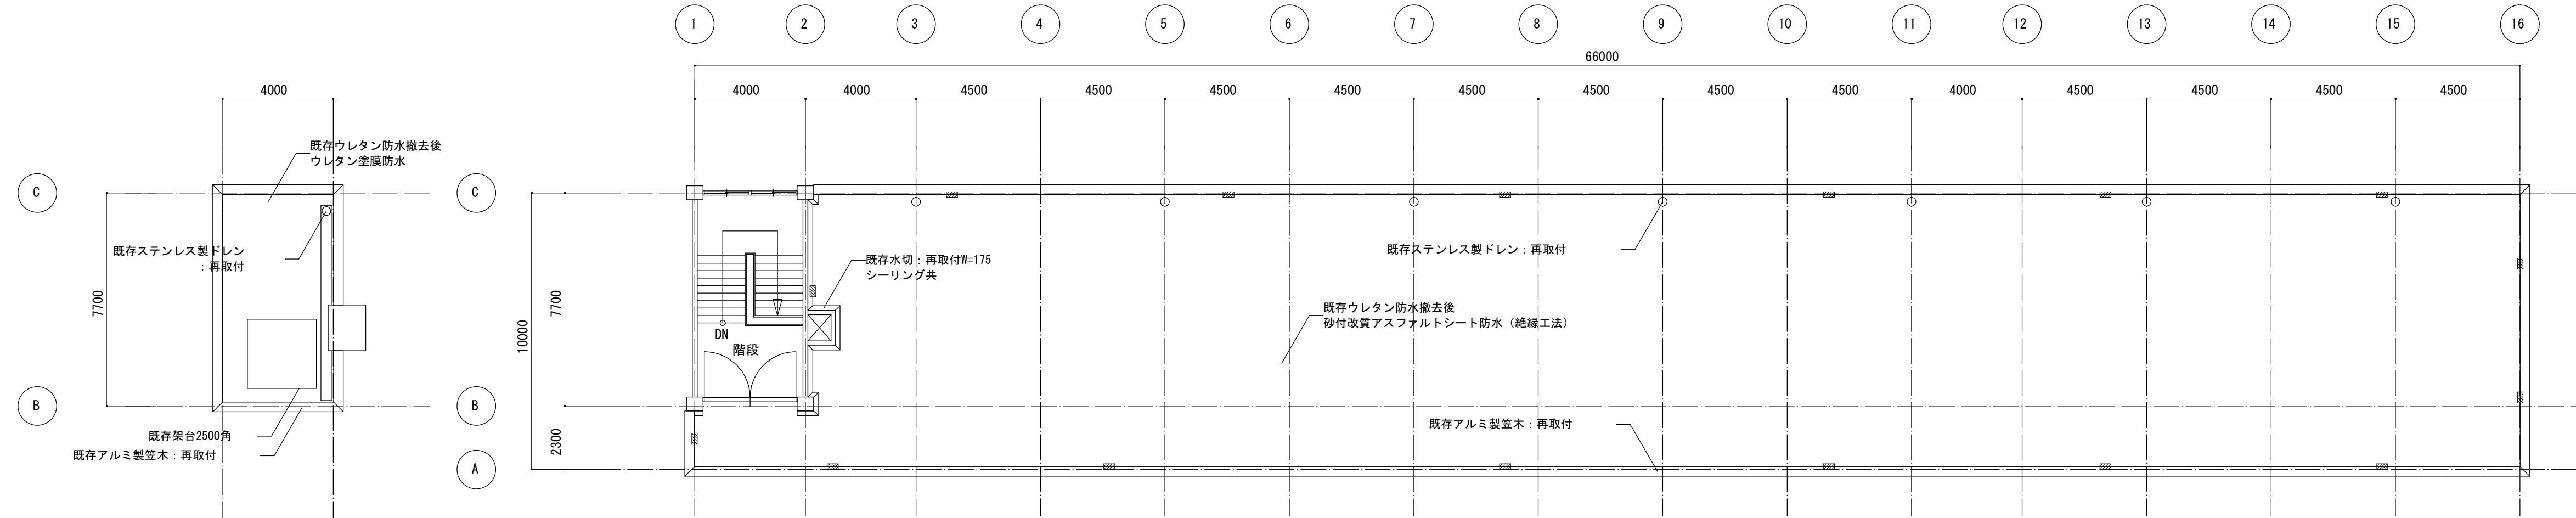 1 2 3 4 5 6 7 8 9 10 11 12 13 14 15 16
66000
4000
4000 4000 4500 4500 4500 4500 4500 4500 4500 4500 4000 4500 4500 4500 4500
既存ウレタン防水撤去後
ウレタン塗膜防水
C
C
既存ステンレス製ドレン
：再取付
既存ステンレス製ドレン：再取付
既存水切：再取付W=175
シーリング共
7700
7700
10000
既存ウレタン防水撤去後
砂付改質アスファルトシート防水（絶縁工法）
DN
階段
B
B
既存架台2500角
既存アルミ製笠木：再取付
既存アルミ製笠木：再取付
2300
A